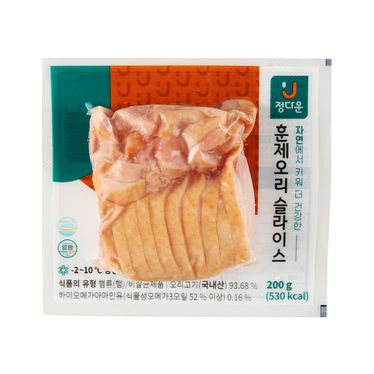 정다운
자연에서 키워 더 건강한
훈제오리 슬라이스
-2~10℃
200 g
(530 kcal)
식품의 유형 햄류(햄)/비살균제품 | 오리고기(국내산) 93.68 %
하이오메가아마인유(식물성오메가3오일 52 % 이상) 0.16 %